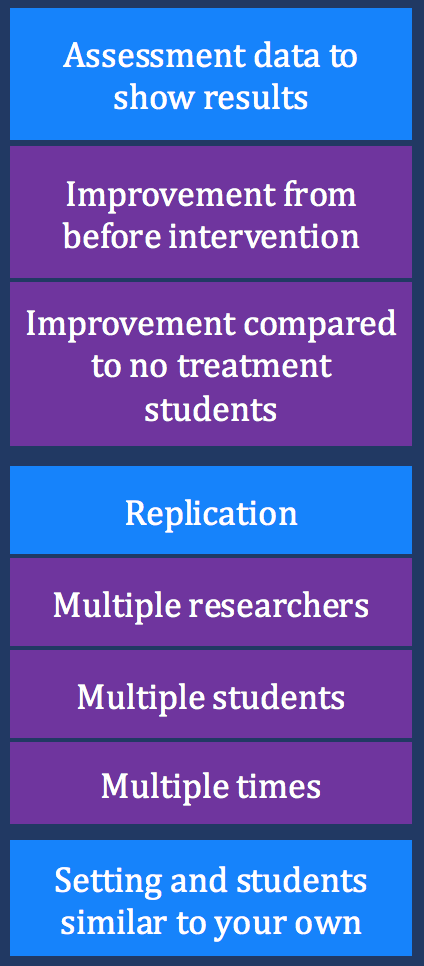 Assessment data to
show results
Improvement from
before intervention
Improvement compared
to no treatment
students
Replication
Multiple researchers
Multiple students
Multiple times
Setting and students
similar to your own